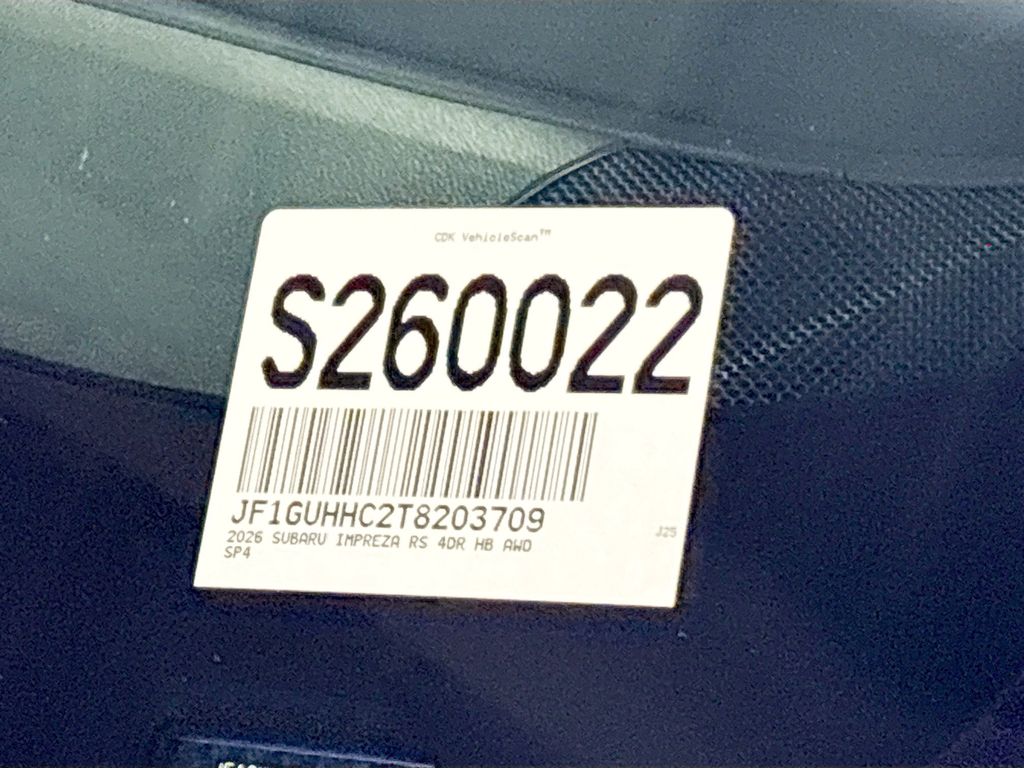 CDK VehicleScan™
S260022
JF1GUHHC2T8203709
J25
2026 SUBARU IMPREZA RS 4DR HB AWD
SP4